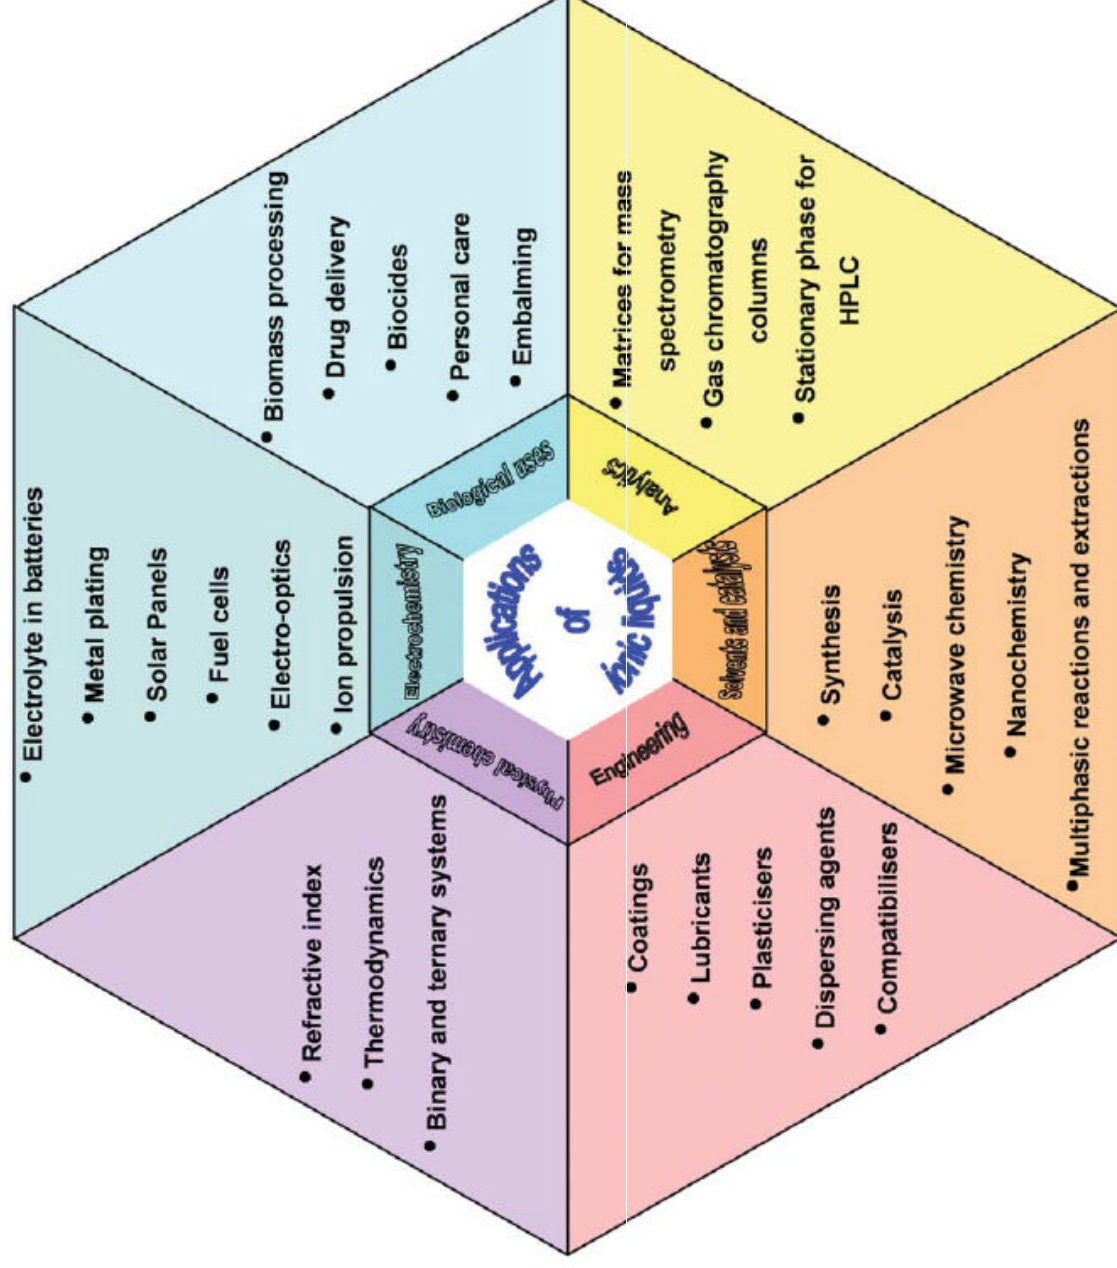 Applications
of
ionic liquids
Electrochemistry
• Electrolyte in batteries
• Metal plating
• Solar Panels
• Fuel cells
• Electro-optics
• Ion propulsion
Biological uses
• Biomass processing
• Drug delivery
• Biocides
• Personal care
• Embalming
Analytics
• Matrices for mass
spectrometry
• Gas chromatography
columns
• Stationary phase for
HPLC
Solvents and catalysis
• Synthesis
• Catalysis
• Microwave chemistry
• Nanochemistry
• Multiphasic reactions and extractions
Engineering
• Coatings
• Lubricants
• Plasticisers
• Dispersing agents
• Compatibilisers
Physical chemistry
• Refractive index
• Thermodynamics
• Binary and ternary systems